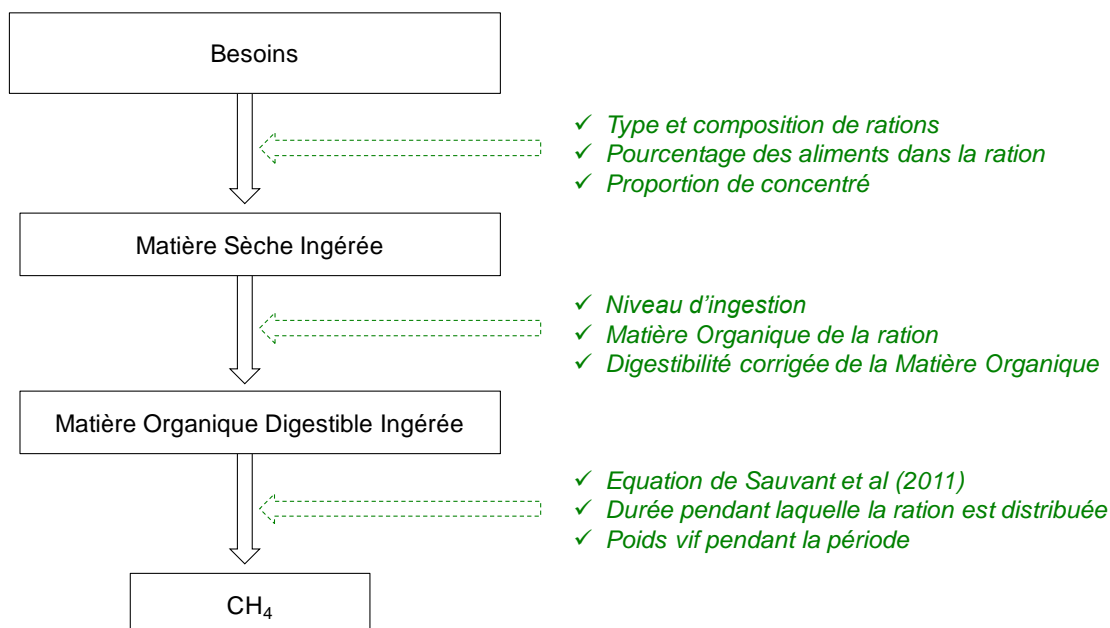 Besoins
✓ Type et composition de rations
✓ Pourcentage des aliments dans la ration
✓ Proportion de concentré
Matière Sèche Ingérée
✓ Niveau d'ingestion
✓ Matière Organique de la ration
✓ Digestibilité corrigée de la Matière Organique
Matière Organique Digestible Ingérée
✓ Equation de Sauvant et al (2011)
✓ Durée pendant laquelle la ration est distribuée
✓ Poids vif pendant la période
CH₄